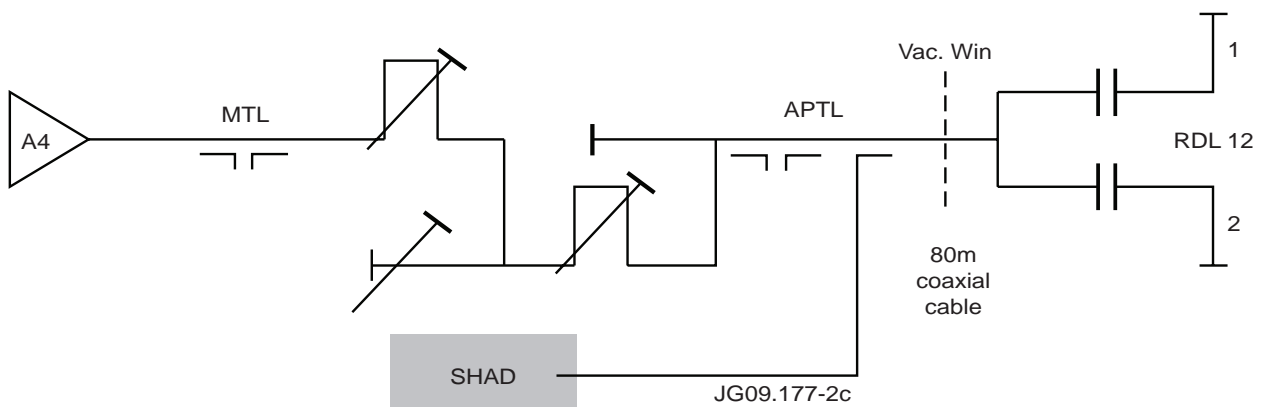 1
Vac. Win
MTL
APTL
A4
RDL 12
2
80m
coaxial
cable
SHAD
JG09.177-2c